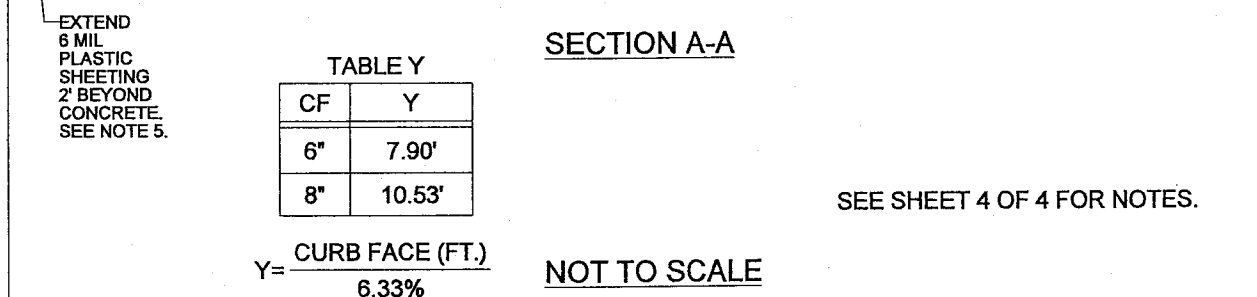 EXTEND
6 MIL
PLASTIC
SHEETING
2' BEYOND
CONCRETE.
SEE NOTE 5.
SECTION A-A
TABLE Y
CF Y
6" 7.90'
8" 10.53'
SEE SHEET 4 OF 4 FOR NOTES.
Y= CURB FACE (FT.)
6.33%
NOT TO SCALE